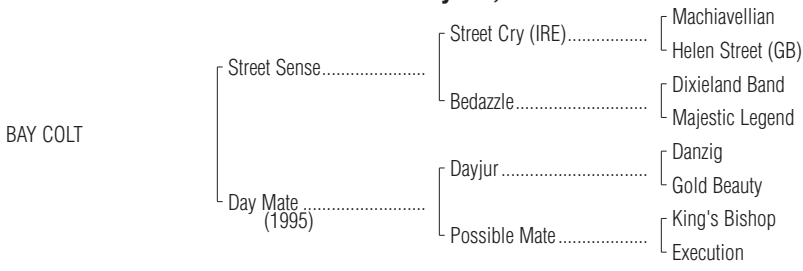 Machiavellian
Street Cry (IRE)..................
Helen Street (GB)
Street Sense......................
Dixieland Band
Bedazzle............................
Majestic Legend
BAY COLT
Danzig
Dayjur...............................
Gold Beauty
Day Mate..........................
(1995)
King's Bishop
Possible Mate...................
Execution